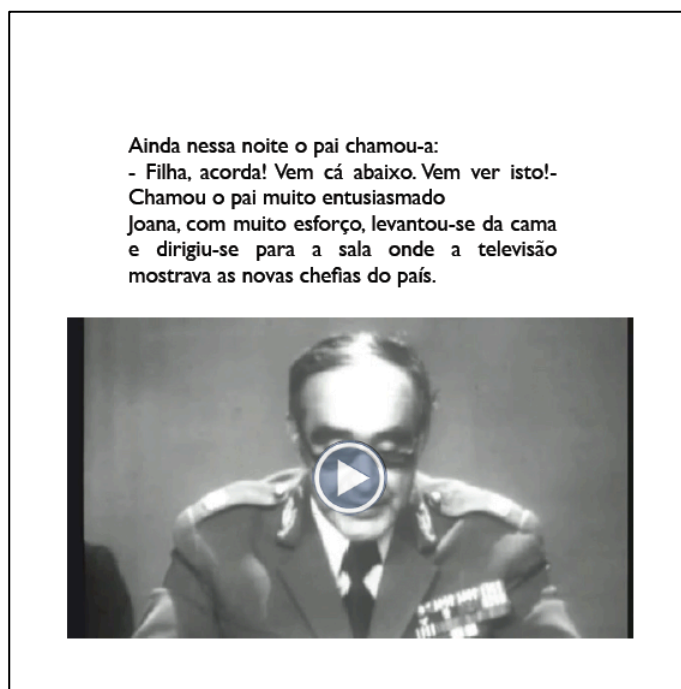 Ainda nessa noite o pai chamou-a:
- Filha, acorda! Vem cá abaixo. Vem ver isto!-
Chamou o pai muito entusiasmado
Joana, com muito esforço, levantou-se da cama
e dirigiu-se para a sala onde a televisão
mostrava as novas chefias do país.